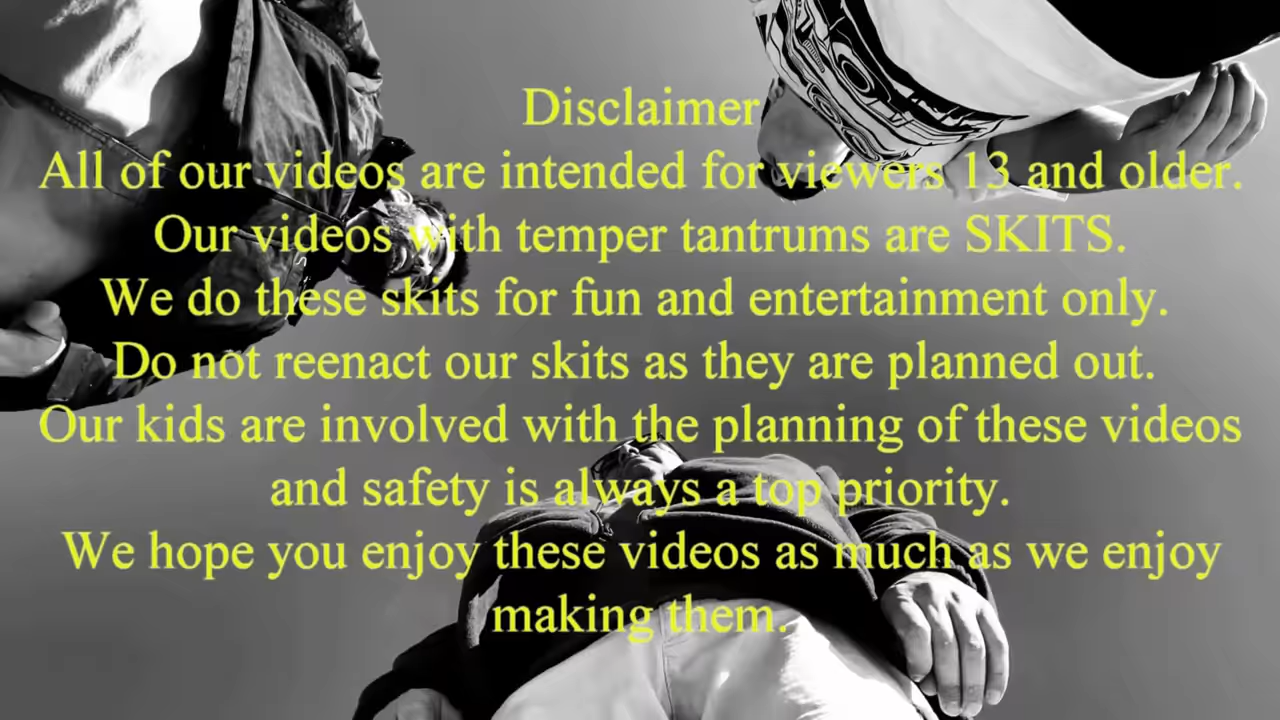 Disclaimer
All of our videos are intended for viewers 13 and older.
Our videos with temper tantrums are SKITS.
We do these skits for fun and entertainment only.
Do not reenact our skits as they are planned out.
Our kids are involved with the planning of these videos
and safety is always a top priority.
We hope you enjoy these videos as much as we enjoy
making them.